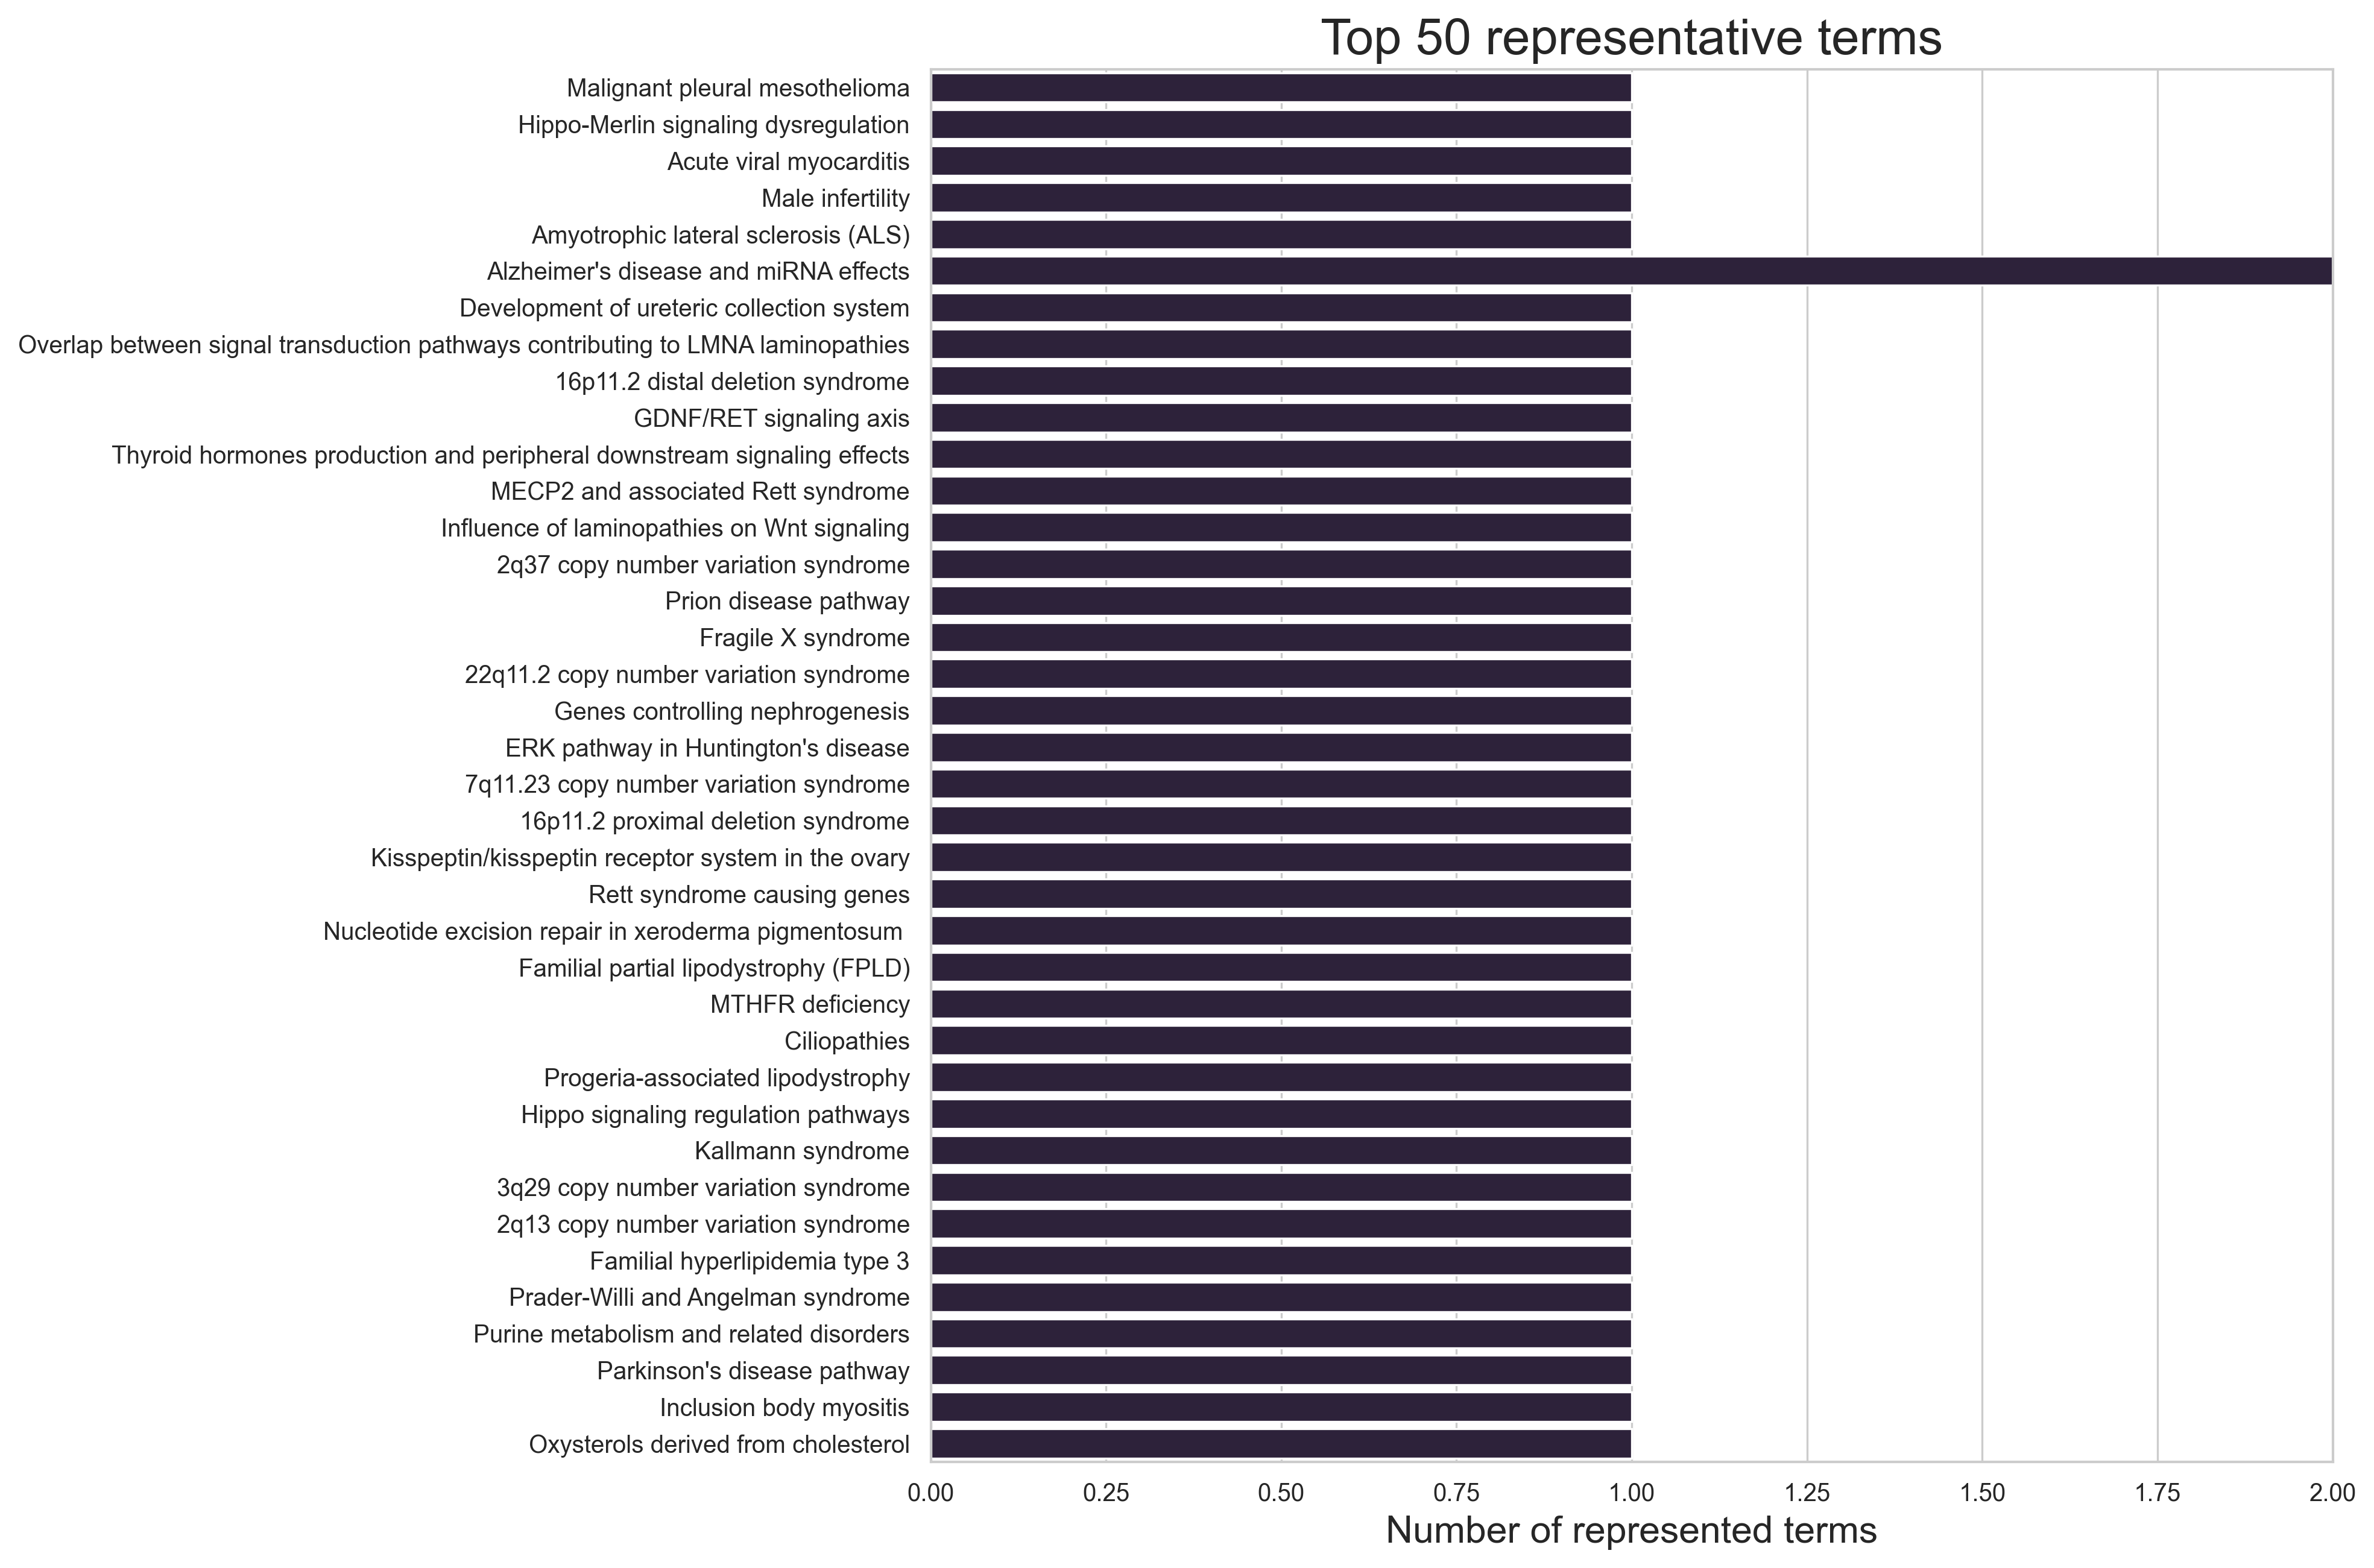 Top 50 representative terms
Malignant pleural mesothelioma
Hippo-Merlin signaling dysregulation
Acute viral myocarditis
Male infertility
Amyotrophic lateral sclerosis (ALS)
Alzheimer's disease and miRNA effects
Development of ureteric collection system
Overlap between signal transduction pathways contributing to LMNA laminopathies
16p11.2 distal deletion syndrome
GDNF/RET signaling axis
Thyroid hormones production and peripheral downstream signaling effects
MECP2 and associated Rett syndrome
Influence of laminopathies on Wnt signaling
2q37 copy number variation syndrome
Prion disease pathway
Fragile X syndrome
22q11.2 copy number variation syndrome
Genes controlling nephrogenesis
ERK pathway in Huntington's disease
7q11.23 copy number variation syndrome
16p11.2 proximal deletion syndrome
Kisspeptin/kisspeptin receptor system in the ovary
Rett syndrome causing genes
Nucleotide excision repair in xeroderma pigmentosum
Familial partial lipodystrophy (FPLD)
MTHFR deficiency
Ciliopathies
Progeria-associated lipodystrophy
Hippo signaling regulation pathways
Kallmann syndrome
3q29 copy number variation syndrome
2q13 copy number variation syndrome
Familial hyperlipidemia type 3
Prader-Willi and Angelman syndrome
Purine metabolism and related disorders
Parkinson's disease pathway
Inclusion body myositis
Oxysterols derived from cholesterol
0.00 0.25 0.50 0.75 1.00 1.25 1.50 1.75 2.00
Number of represented terms